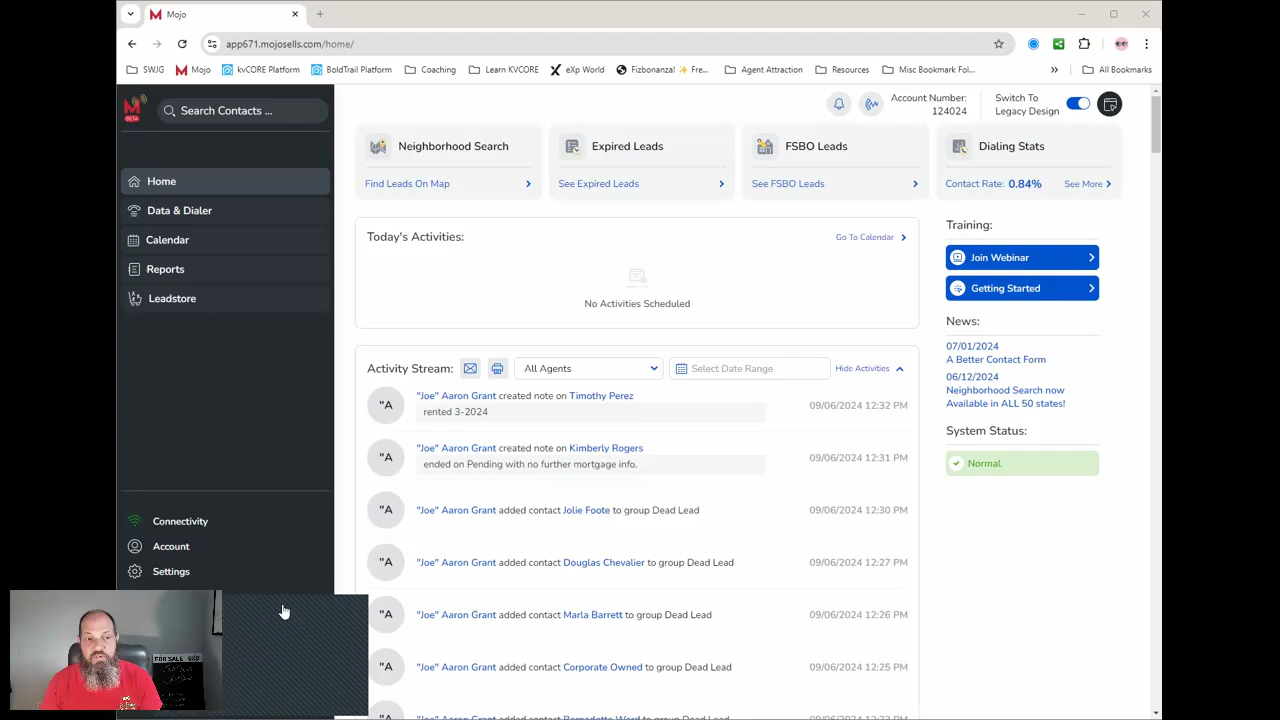 Mojo
app671.mojosells.com/home/
SWJG
Mojo
kvCORE Platform
BoldTrail Platform
Coaching
Learn KVCORE
eXp World
Fizbonanza! ✨ Fre...
Agent Attraction
Resources
Misc Bookmark Fol...
»
All Bookmarks
M
BETA
Search Contacts ...
Account Number:
124024
Switch To
Legacy Design
Home
Data & Dialer
Calendar
Reports
Leadstore
Connectivity
Account
Settings
Neighborhood Search
Find Leads On Map
Expired Leads
See Expired Leads
FSBO Leads
See FSBO Leads
Dialing Stats
Contact Rate: 0.84% See More
Today's Activities:
Go To Calendar
No Activities Scheduled
Activity Stream:
All Agents
Select Date Range
Hide Activities
"A
"Joe" Aaron Grant created note on Timothy Perez
rented 3-2024
09/06/2024 12:32 PM
"A
"Joe" Aaron Grant created note on Kimberly Rogers
ended on Pending with no further mortgage info.
09/06/2024 12:31 PM
"A
"Joe" Aaron Grant added contact Jolie Foote to group Dead Lead
09/06/2024 12:30 PM
"A
"Joe" Aaron Grant added contact Douglas Chevalier to group Dead Lead
09/06/2024 12:27 PM
"A
"Joe" Aaron Grant added contact Marla Barrett to group Dead Lead
09/06/2024 12:26 PM
"A
"Joe" Aaron Grant added contact Corporate Owned to group Dead Lead
09/06/2024 12:25 PM
Training:
Join Webinar
Getting Started
News:
07/01/2024
A Better Contact Form
06/12/2024
Neighborhood Search now
Available in ALL 50 states!
System Status:
Normal
FOR SALE